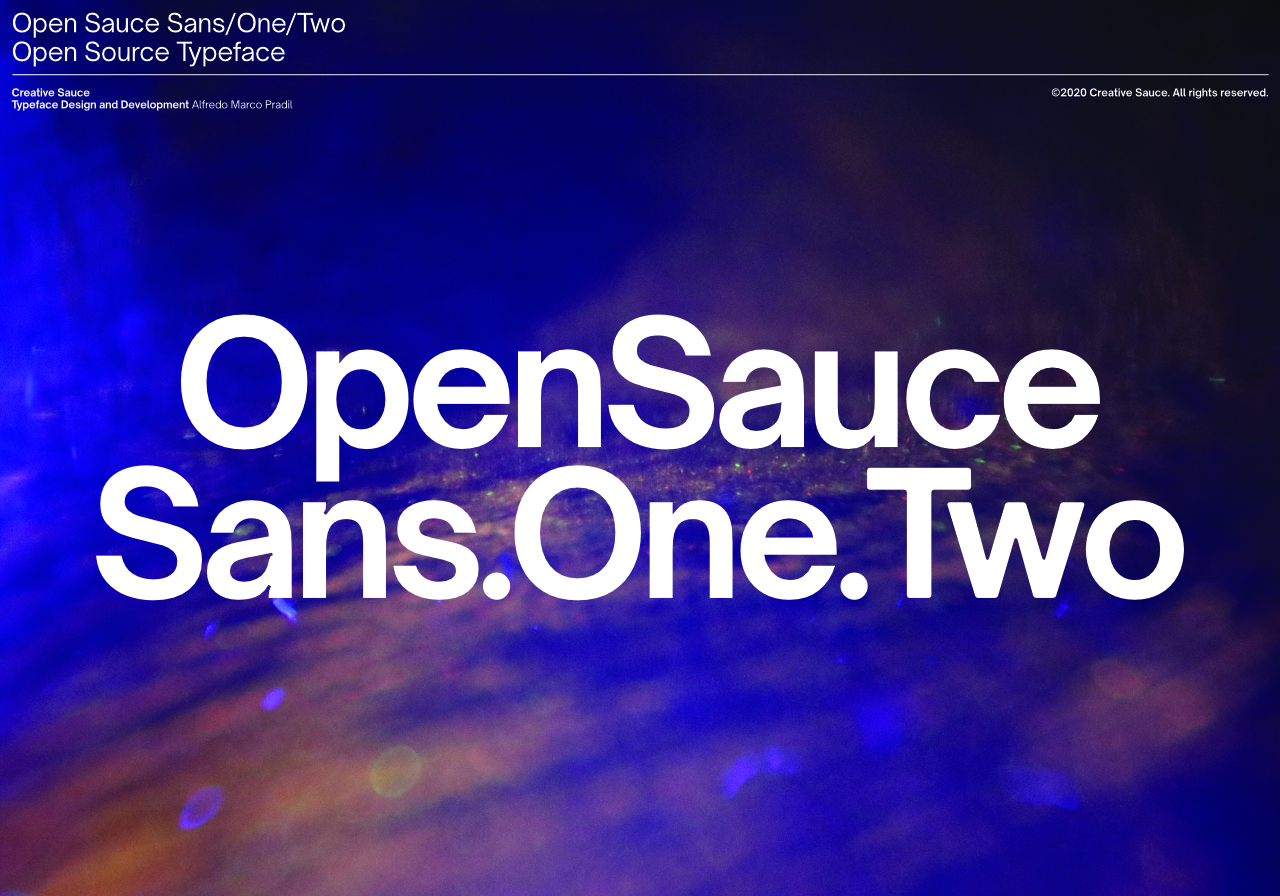 Open Sauce Sans/One/Two
Open Source Typeface
Creative Sauce
Typeface Design and Development Alfredo Marco Pradil
©2020 Creative Sauce. All rights reserved.
OpenSauce
Sans.One.Two